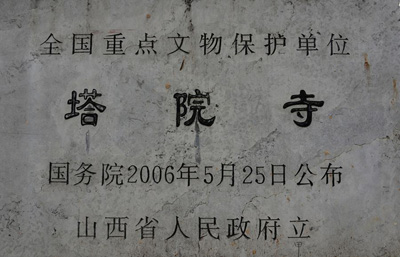 全国重点文物保护单位
塔院寺
国务院2006年5月25日公布
山西省人民政府立